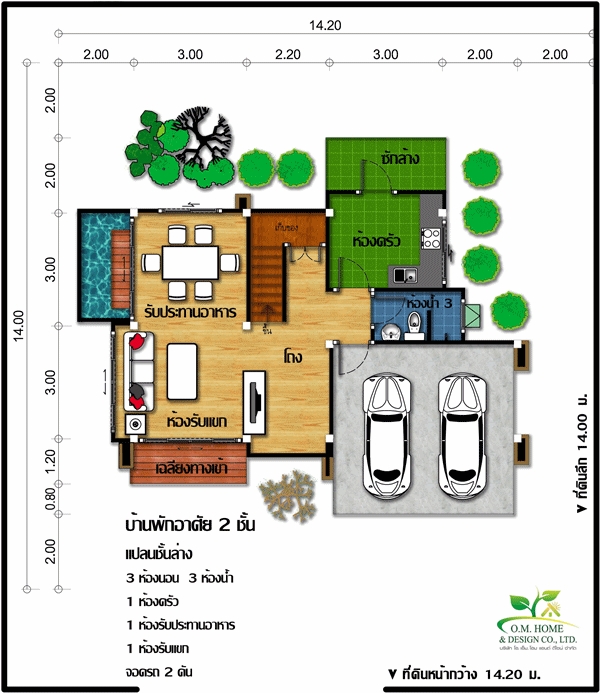 14.20
2.00 3.00 2.20 3.00 2.00 2.00
2.00
2.00
3.00
14.00
3.00
1.20
0.80
2.00
ซักล้าง
เก็บของ
ห้องครัว
รับประทานอาหาร
ห้องน้ำ 3
ขึ้น
โถง
ห้องรับแขก
เฉลียงทางเข้า
ที่ดินลึก 14.00 ม.
บ้านพักอาศัย 2 ชั้น
แปลนชั้นล่าง
3 ห้องนอน 3 ห้องน้ำ
1 ห้องครัว
1 ห้องรับประทานอาหาร
1 ห้องรับแขก
จอดรถ 2 คัน
O.M. HOME
& DESIGN CO., LTD.
บริษัท โอ.เอ็ม.โฮม แอนด์ ดีไซน์ จำกัด
ที่ดินหน้ากว้าง 14.20 ม.